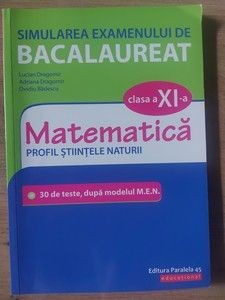 SIMULAREA EXAMENULUI DE
BACALAUREAT
Lucian Dragomir
Adriana Dragomir
Ovidiu Bădescu
clasa a XI-a
Matematică
PROFIL ȘTIINȚELE NATURII
30 de teste, după modelul M.E.N.
Editura Paralela 45
educațional